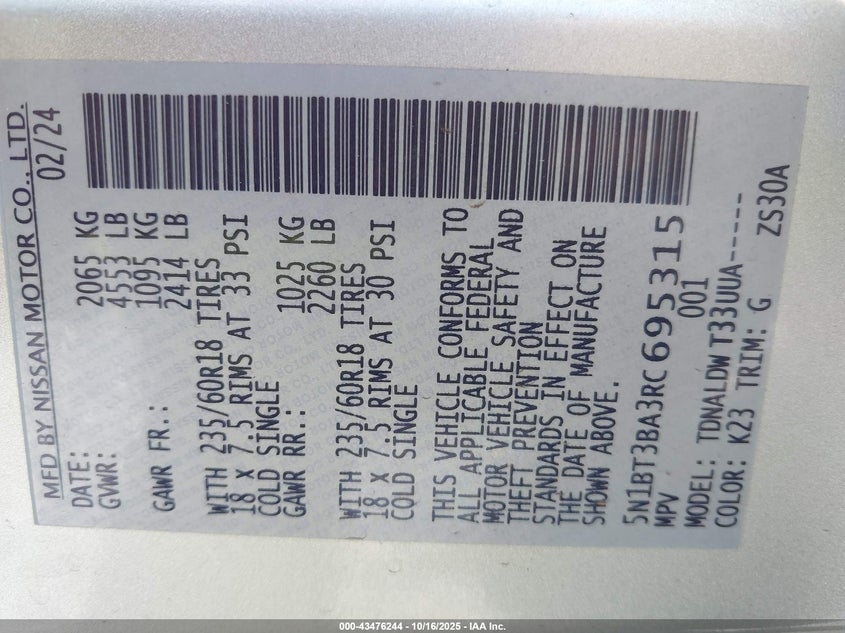 MFD BY NISSAN MOTOR CO., LTD.
DATE: 02/24
GVWR: 2065 KG
4553 LB
GAWR FR.: 1095 KG
2414 LB
WITH 235/60R18 TIRES
18 X 7.5 RIMS AT 33 PSI
COLD SINGLE
GAWR RR.: 1025 KG
2260 LB
WITH 235/60R18 TIRES
18 X 7.5 RIMS AT 30 PSI
COLD SINGLE
THIS VEHICLE CONFORMS TO
ALL APPLICABLE FEDERAL
MOTOR VEHICLE SAFETY AND
THEFT PREVENTION
STANDARDS IN EFFECT ON
THE DATE OF MANUFACTURE
SHOWN ABOVE.
5N1BT3BA3RC695315
MPV 001
MODEL: TDNALDWT33UUA-----
COLOR: K23 TRIM: G ZS30A
000-43476244 - 10/16/2025 - IAA Inc.